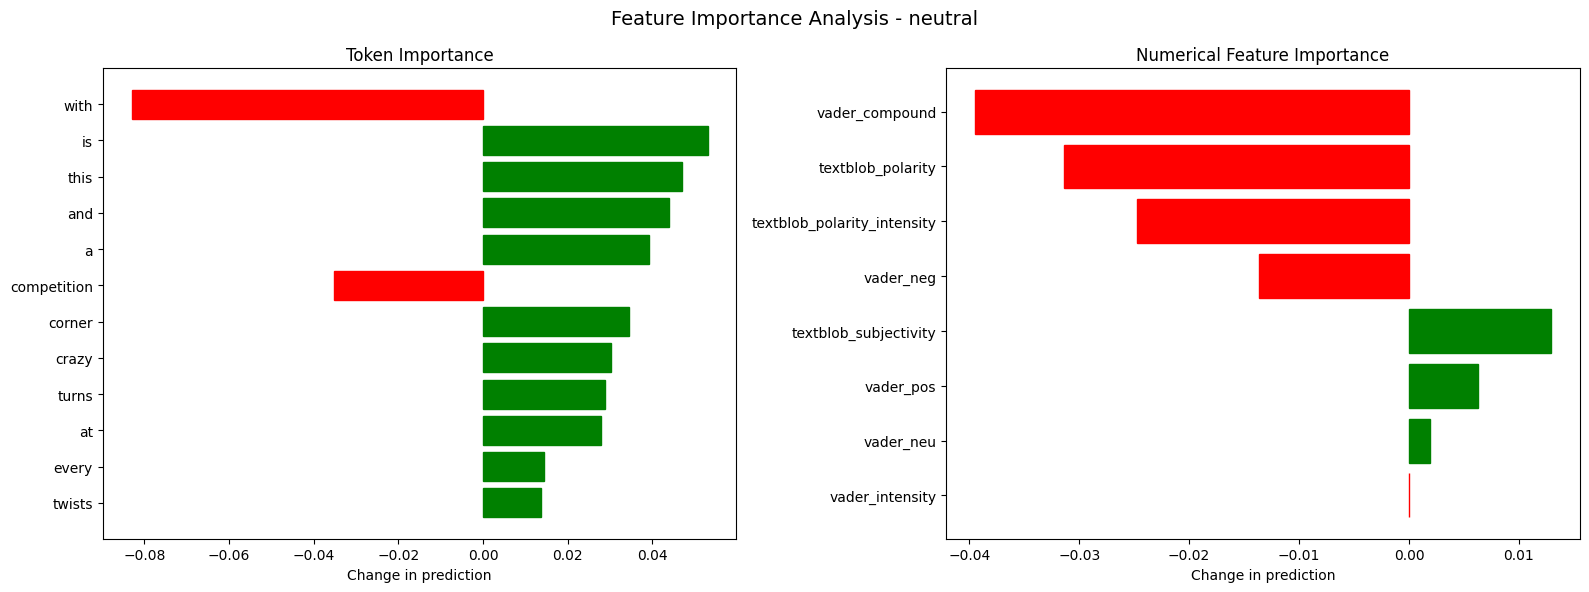 Feature Importance Analysis - neutral
Token Importance
with
is
this
and
a
competition
corner
crazy
turns
at
every
twists
−0.08 −0.06 −0.04 −0.02 0.00 0.02 0.04
Change in prediction
Numerical Feature Importance
vader_compound
textblob_polarity
textblob_polarity_intensity
vader_neg
textblob_subjectivity
vader_pos
vader_neu
vader_intensity
−0.04 −0.03 −0.02 −0.01 0.00 0.01
Change in prediction